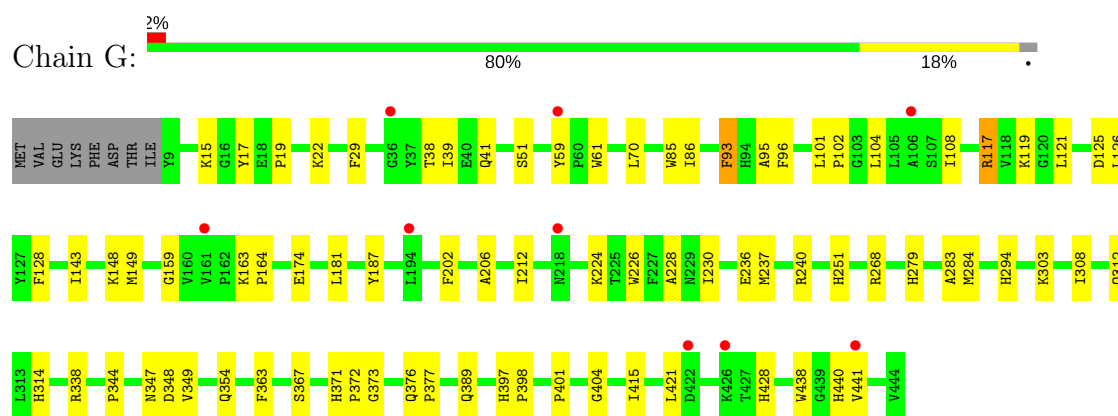 2%
Chain G:
80% 18% •
MET VAL GLU LYS PHE ASP THR ILE Y9 K15 G16 Y17 E18 P19 K22 F29 G36 Y37 T38 I39 E40 Q41 S51 Y59 P60 W61 L70 W85 I86 F93 H94 A95 F96 L101 P102 G103 L104 L105 A106 S107 I108 R117 V118 K119 G120 L121 D125 L126
Y127 F128 I143 K148 M149 G159 V160 V161 P162 K163 P164 E174 L181 Y187 L194 F202 A206 I212 N218 K224 T225 W226 F227 A228 N229 I230 E236 M237 R240 H251 R268 H279 A283 M284 H294 K303 I308 Q312
L313 H314 R338 P344 N347 D348 V349 Q354 F363 S367 H371 P372 G373 Q376 P377 Q389 H397 P398 P401 G404 I415 L421 D422 K426 T427 H428 W438 G439 H440 V441 V444